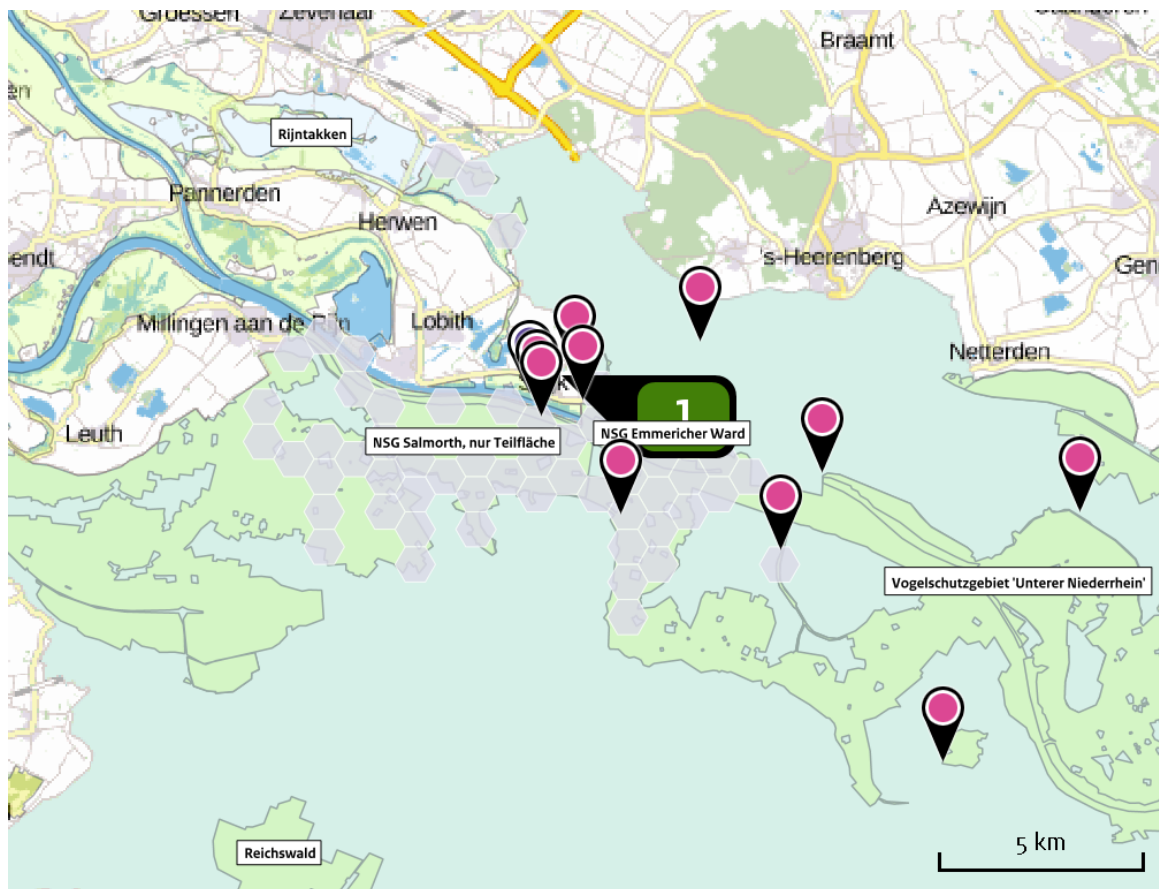 Groessen
Zevenaar
Braamt
Rijntakken
Pannerden
Azewijn
Herwen
's-Heerenberg
Millingen aan de Rijn
Lobith
Netterden
1
Leuth
NSG Salmorth, nur Teilfläche
NSG Emmericher Ward
Vogelschutzgebiet 'Unterer Niederrhein'
5 km
Reichswald